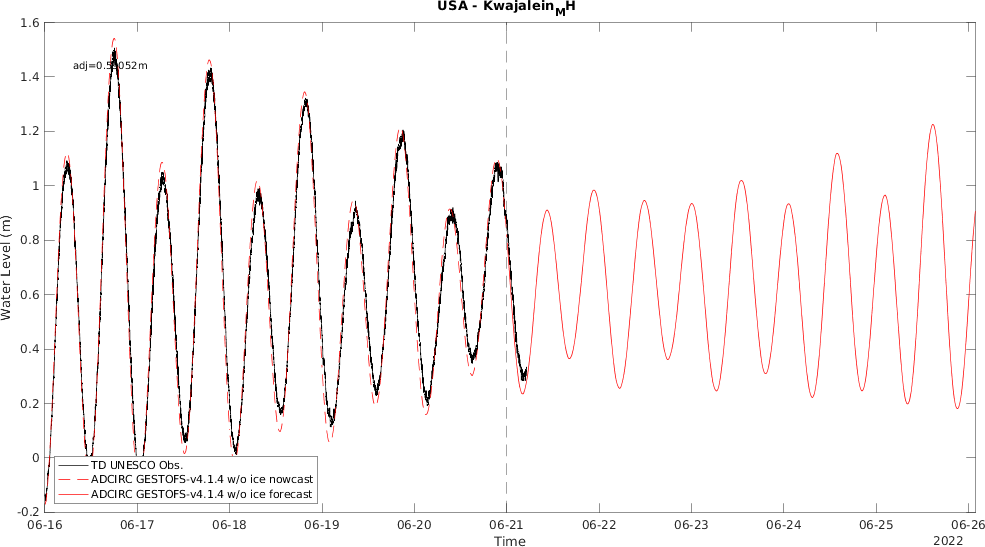 USA - Kwajalein_MH
1.6
1.4
1.2
1
0.8
0.6
0.4
0.2
0
-0.2
Water Level (m)
TD UNESCO Obs.
ADCIRC GESTOFS-v4.1.4 w/o ice nowcast
ADCIRC GESTOFS-v4.1.4 w/o ice forecast
06-16 06-17 06-18 06-19 06-20 06-21 06-22 06-23 06-24 06-25 06-26
Time
2022